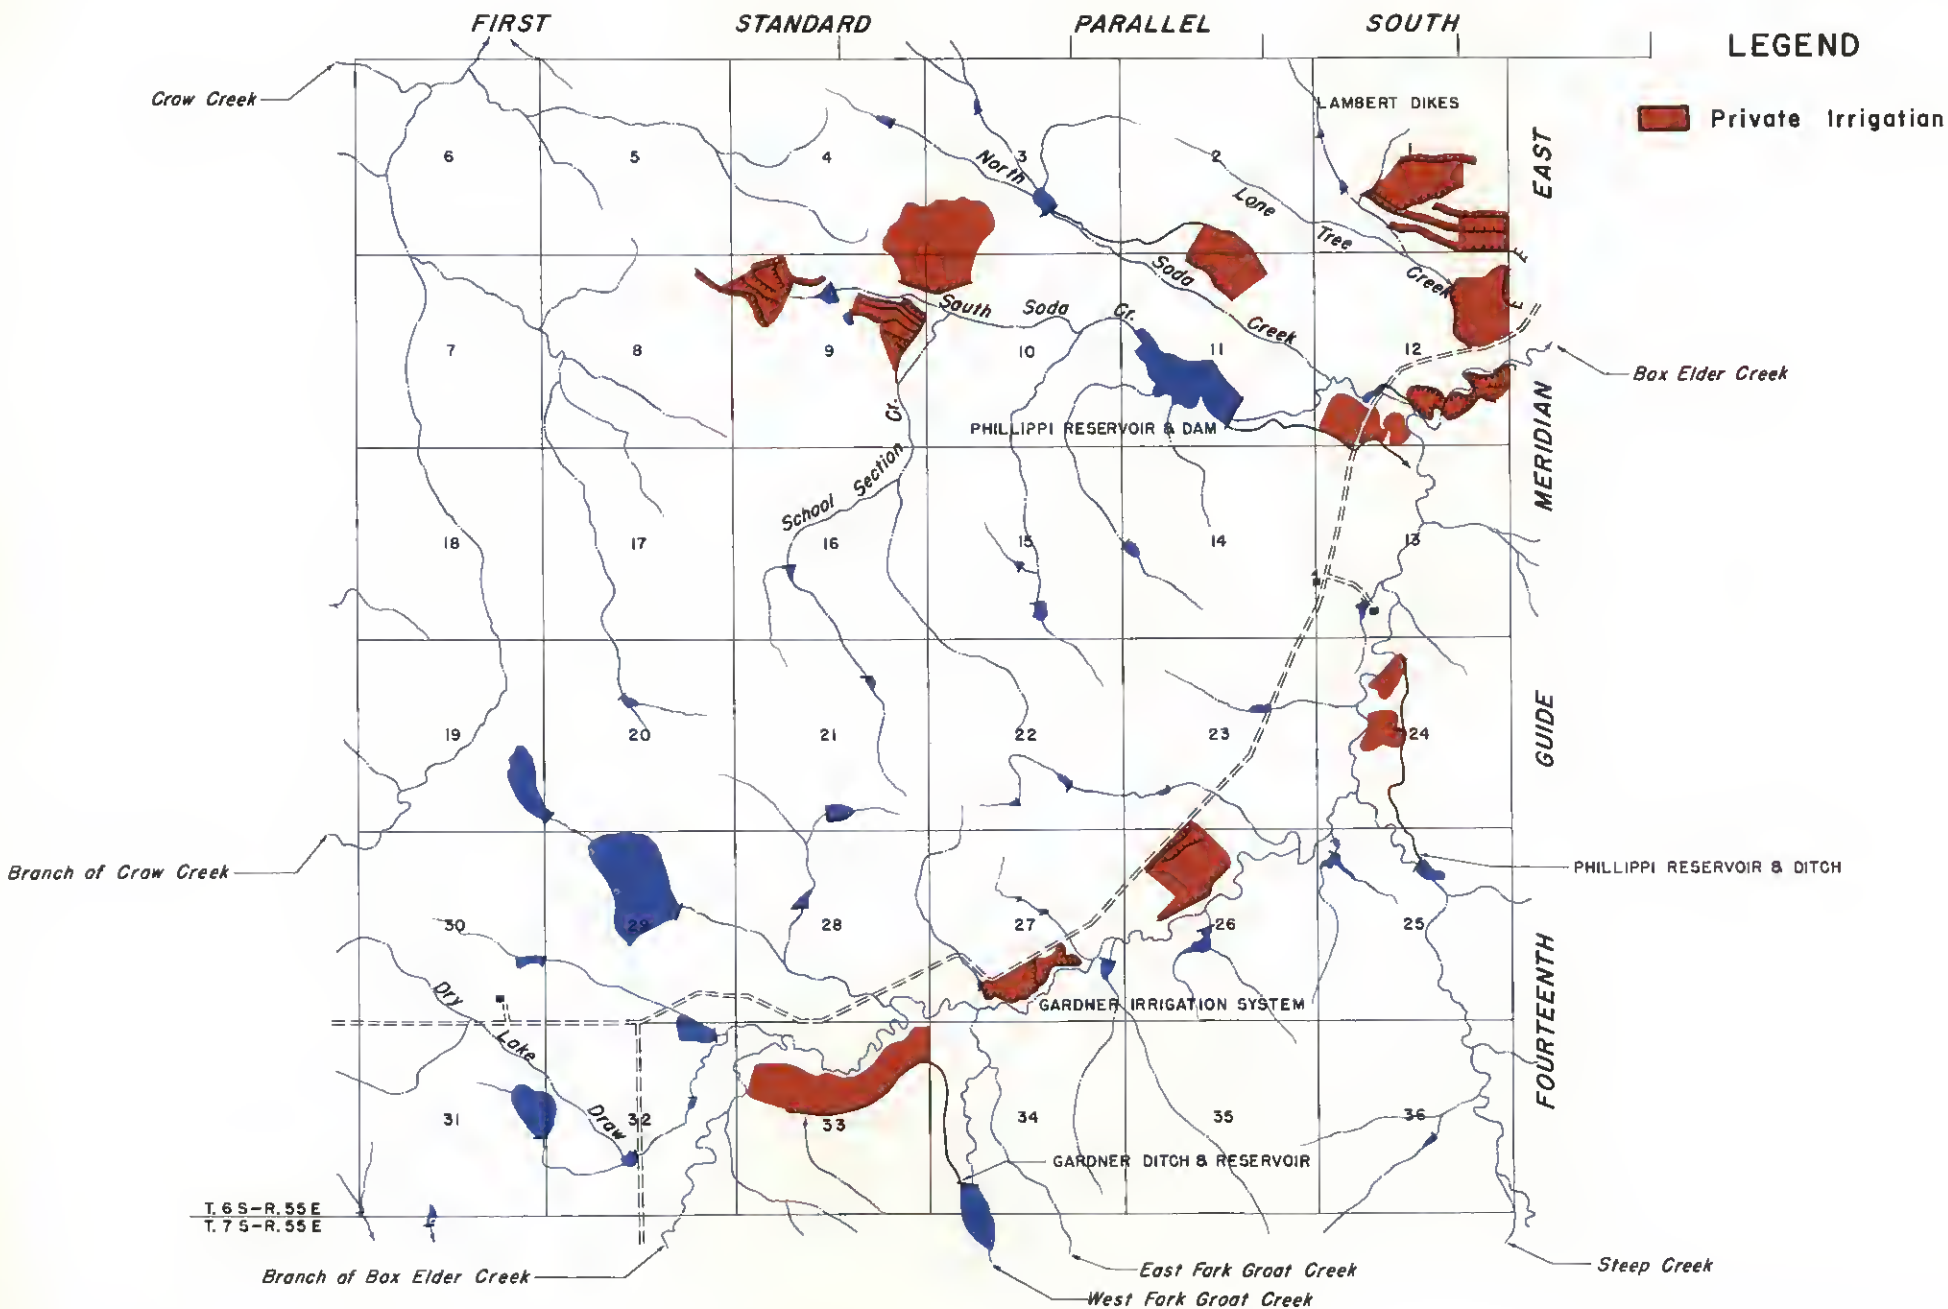 FIRST STANDARD PARALLEL SOUTH
LEGEND
Private Irrigation
Crow Creek
LAMBERT DIKES
EAST
6 5 4 3 2 1
North
Lone
Tree
Creek
Soda
Creek
South Soda Cr.
7 8 9 10 11 12
Box Elder Creek
MERIDIAN
PHILLIPPI RESERVOIR & DAM
Cr.
Section
School
18 17 16 15 14 13
GUIDE
19 20 21 22 23 24
Branch of Crow Creek
PHILLIPPI RESERVOIR & DITCH
30 29 28 27 26 25
FOURTEENTH
Dry
Lake
Draw
GARDNER IRRIGATION SYSTEM
31 32 33 34 35 36
GARDNER DITCH & RESERVOIR
T. 6 S-R. 55 E
T. 7 S-R. 55 E
Branch of Box Elder Creek
East Fork Groat Creek
West Fork Groat Creek
Steep Creek